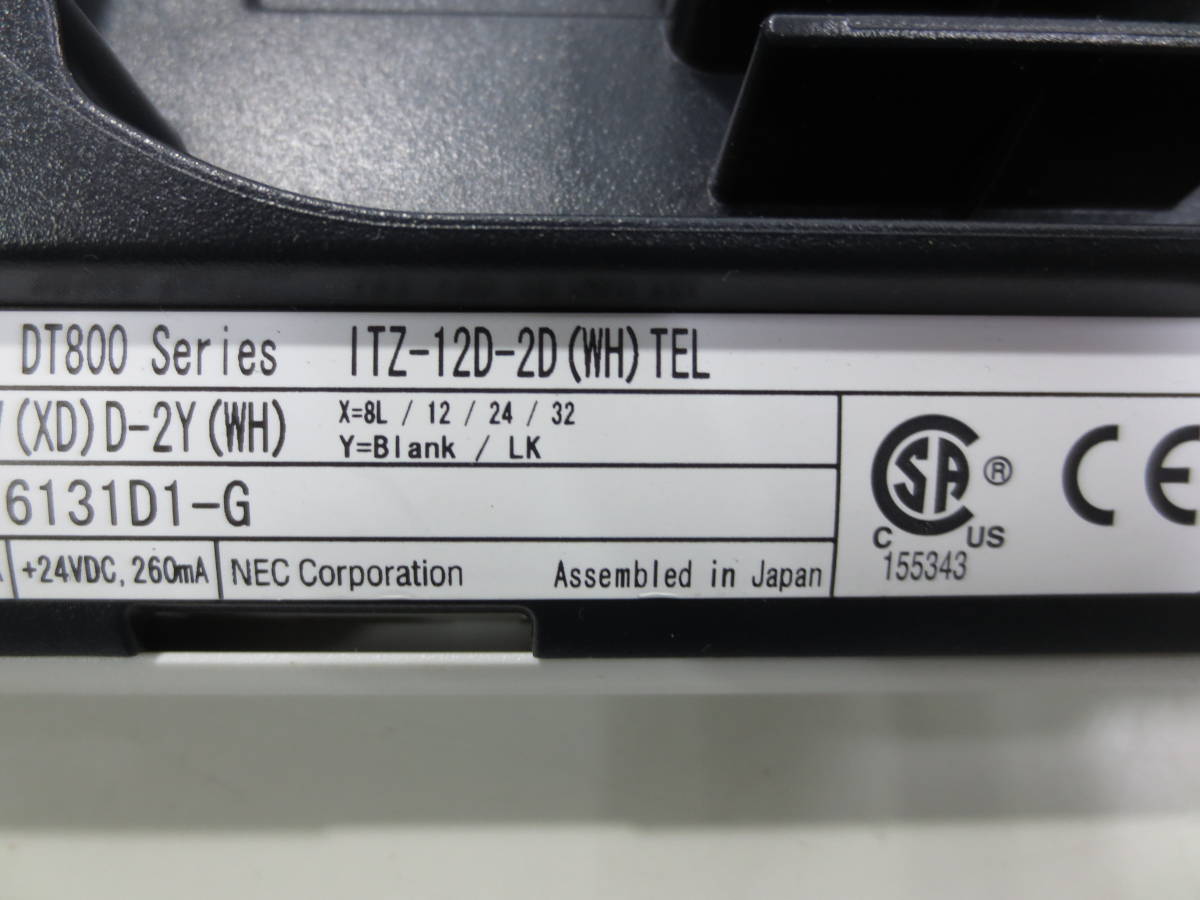 DT800 Series ITZ-12D-2D(WH)TEL
(XD)D-2Y(WH) X=8L / 12 / 24 / 32
Y=Blank / LK
6131D1-G
+24VDC, 260mA NEC Corporation Assembled in Japan
CSA ®
C US
155343
CE